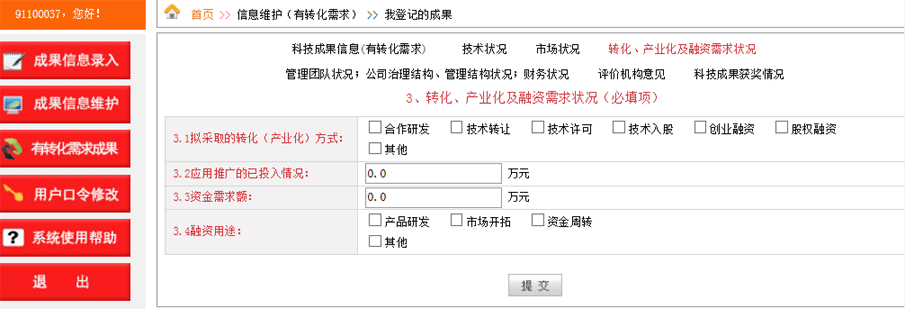 91100037，您好！
首页 >> 信息维护（有转化需求） >> 我登记的成果
成果信息录入
成果信息维护
有转化需求成果
用户口令修改
系统使用帮助
退 出
科技成果信息(有转化需求) 技术状况 市场状况 转化、产业化及融资需求状况
管理团队状况；公司治理结构、管理结构状况；财务状况 评价机构意见 科技成果获奖情况
3、转化、产业化及融资需求状况（必填项）
3.1拟采取的转化（产业化）方式： 合作研发 技术转让 技术许可 技术入股 创业融资 股权融资
其他
3.2应用推广的已投入情况： 0.0 万元
3.3资金需求额： 0.0 万元
3.4融资用途： 产品研发 市场开拓 资金周转
其他
提 交